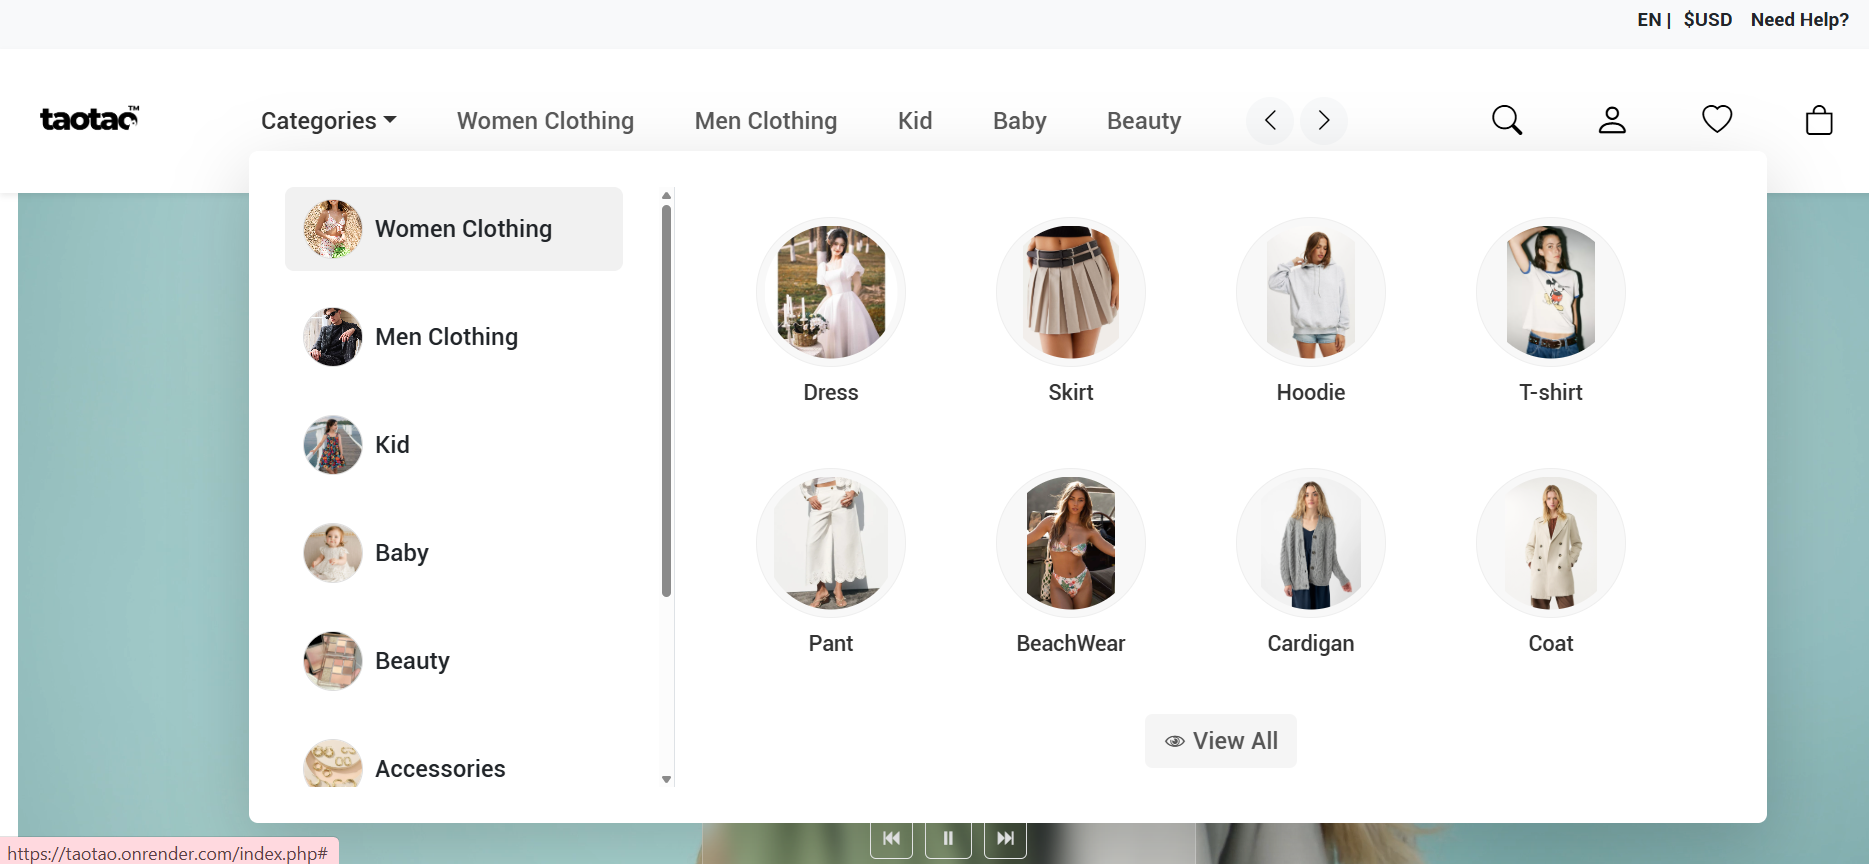 EN | $USD Need Help?
taotao™
Categories Women Clothing Men Clothing Kid Baby Beauty
Women Clothing
Men Clothing
Kid
Baby
Beauty
Accessories
Dress Skirt Hoodie T-shirt
Pant BeachWear Cardigan Coat
View All
https://taotao.onrender.com/index.php#